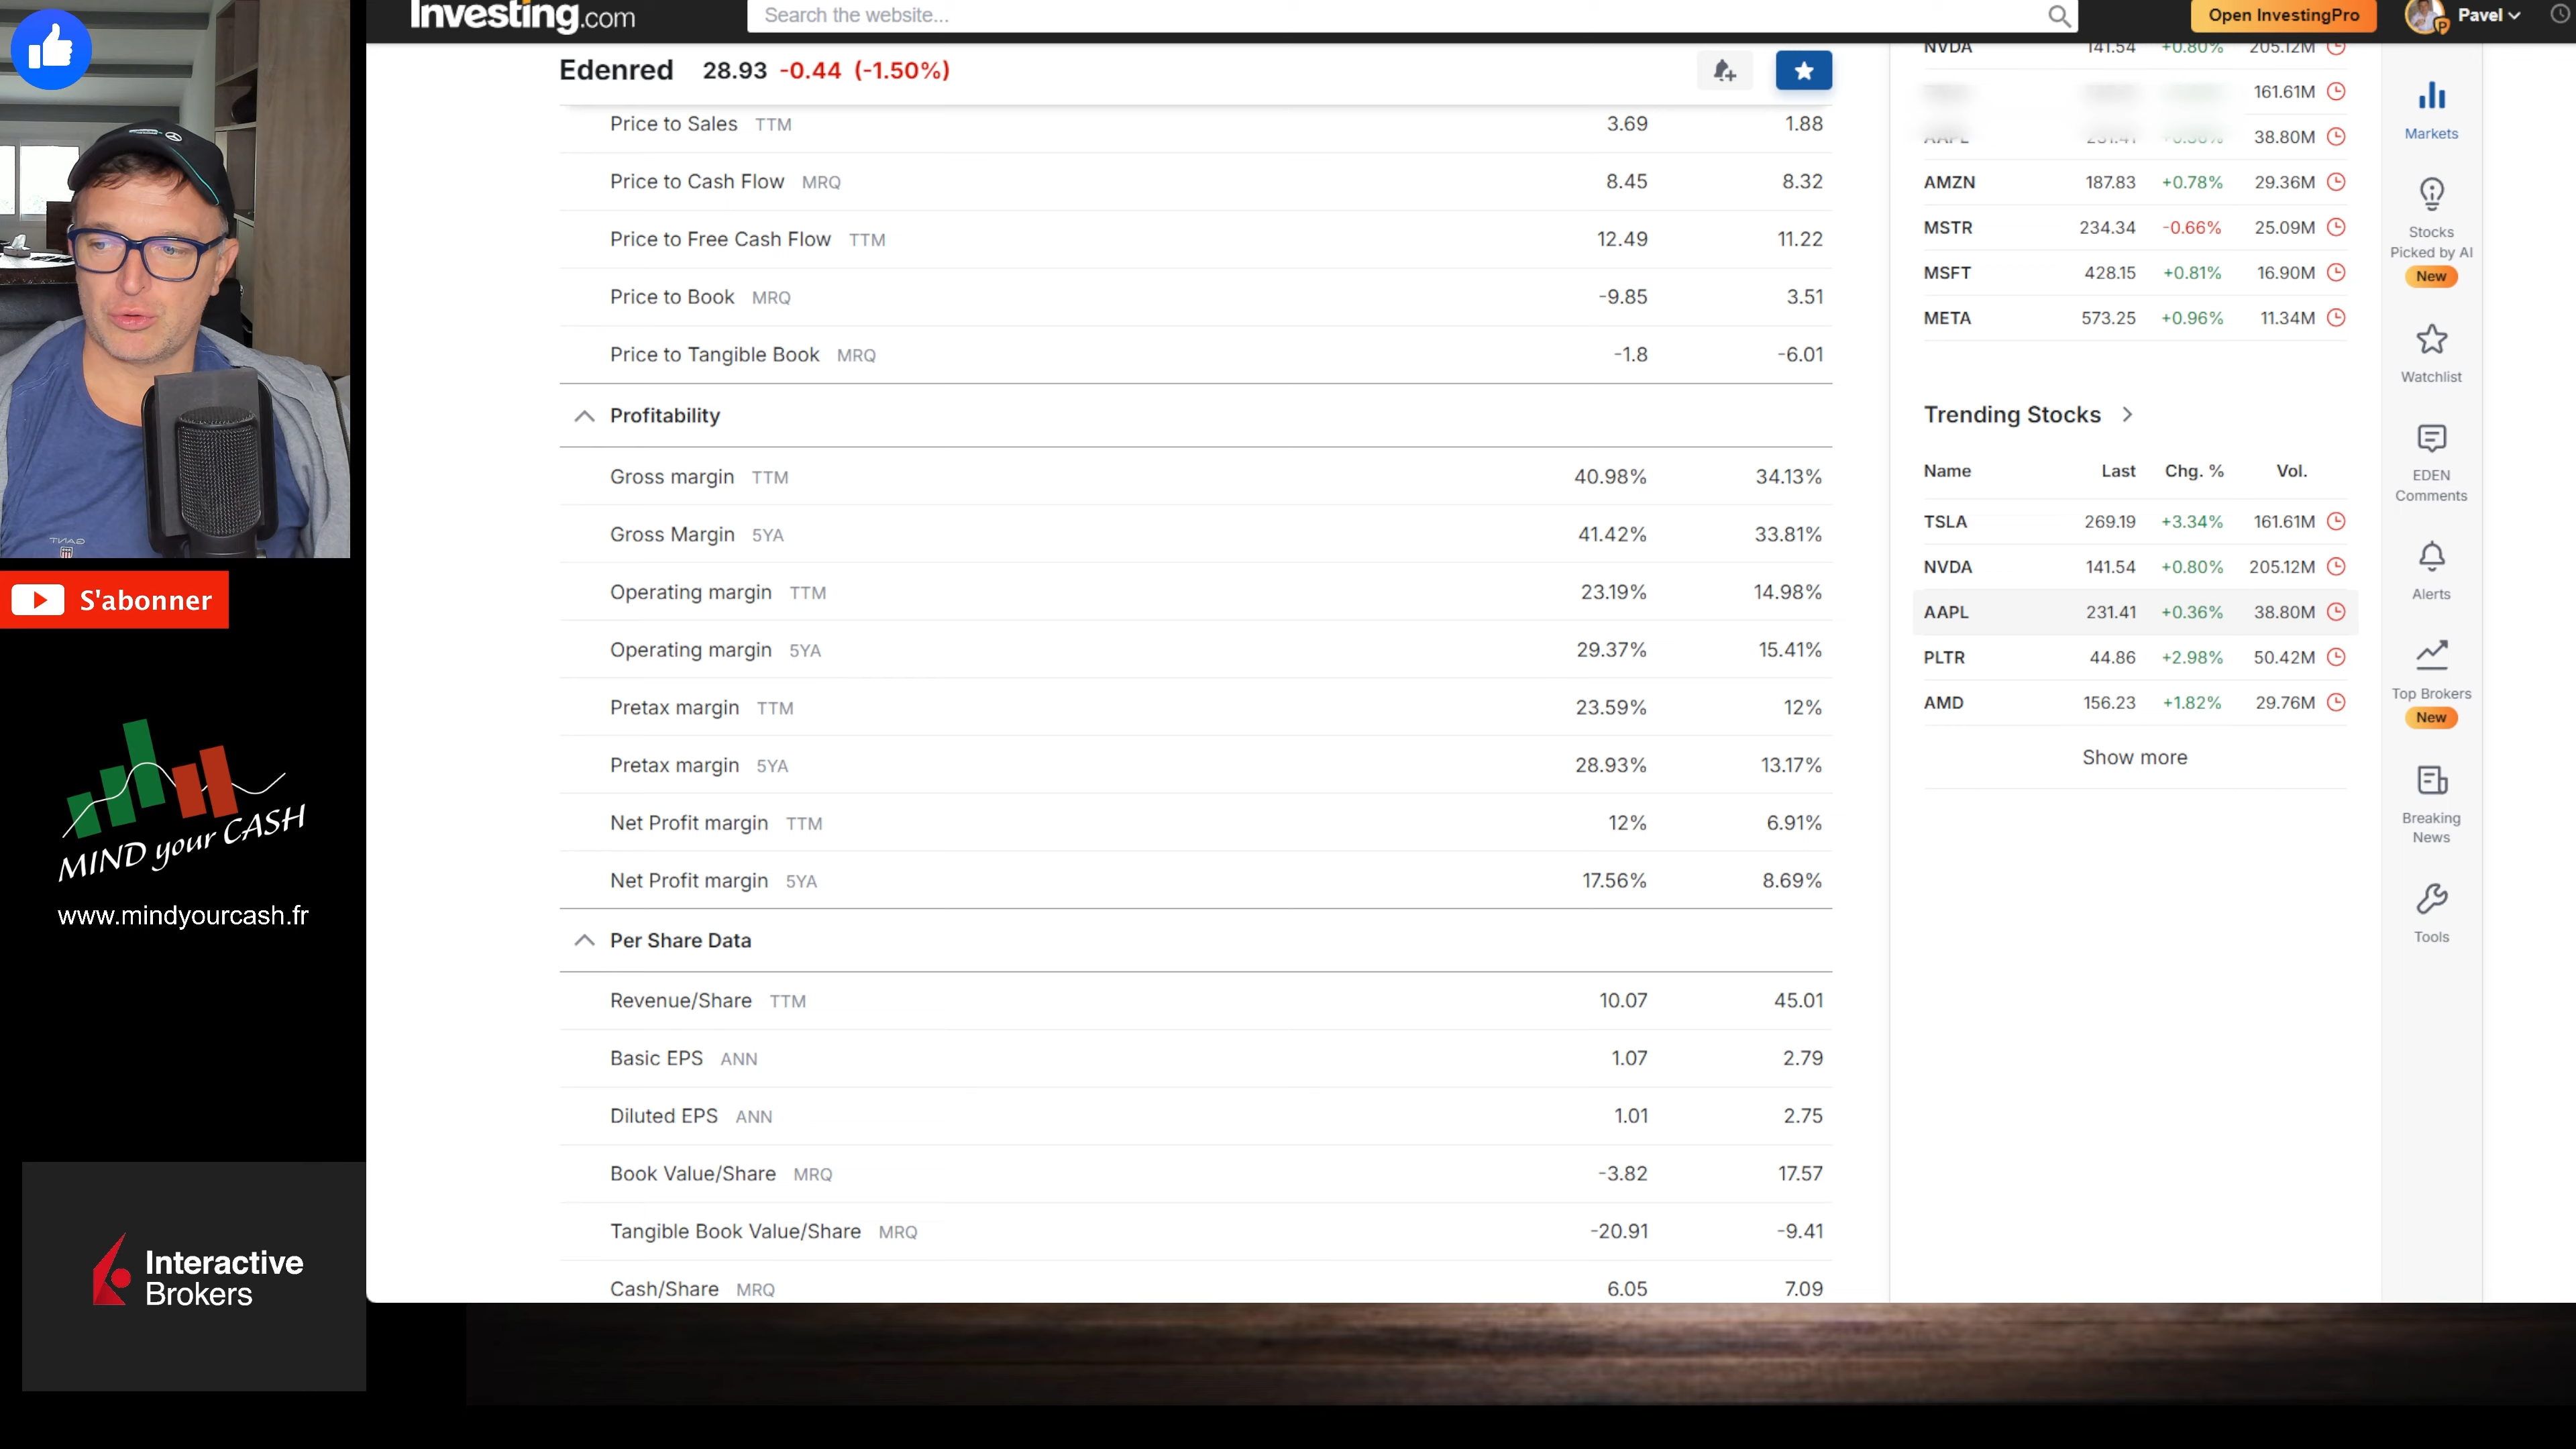 Investing.com
Search the website...
Open InvestingPro
Pavel
Edenred 28.93 -0.44 (-1.50%)
Price to Sales TTM 3.69 1.88
Price to Cash Flow MRQ 8.45 8.32
Price to Free Cash Flow TTM 12.49 11.22
Price to Book MRQ -9.85 3.51
Price to Tangible Book MRQ -1.8 -6.01
Profitability
Gross margin TTM 40.98% 34.13%
Gross Margin 5YA 41.42% 33.81%
Operating margin TTM 23.19% 14.98%
Operating margin 5YA 29.37% 15.41%
Pretax margin TTM 23.59% 12%
Pretax margin 5YA 28.93% 13.17%
Net Profit margin TTM 12% 6.91%
Net Profit margin 5YA 17.56% 8.69%
Per Share Data
Revenue/Share TTM 10.07 45.01
Basic EPS ANN 1.07 2.79
Diluted EPS ANN 1.01 2.75
Book Value/Share MRQ -3.82 17.57
Tangible Book Value/Share MRQ -20.91 -9.41
Cash/Share MRQ 6.05 7.09
NVDA 141.54 +0.80% 205.12M
161.61M
AAPL 231.41 +0.36% 38.80M
AMZN 187.83 +0.78% 29.36M
MSTR 234.34 -0.66% 25.09M
MSFT 428.15 +0.81% 16.90M
META 573.25 +0.96% 11.34M
Trending Stocks
Name Last Chg. % Vol.
TSLA 269.19 +3.34% 161.61M
NVDA 141.54 +0.80% 205.12M
AAPL 231.41 +0.36% 38.80M
PLTR 44.86 +2.98% 50.42M
AMD 156.23 +1.82% 29.76M
Show more
Markets
Stocks
Picked by AI
New
Watchlist
EDEN
Comments
Alerts
Top Brokers
New
Breaking
News
Tools
GANT
S'abonner
MIND your CASH
www.mindyourcash.fr
Interactive
Brokers